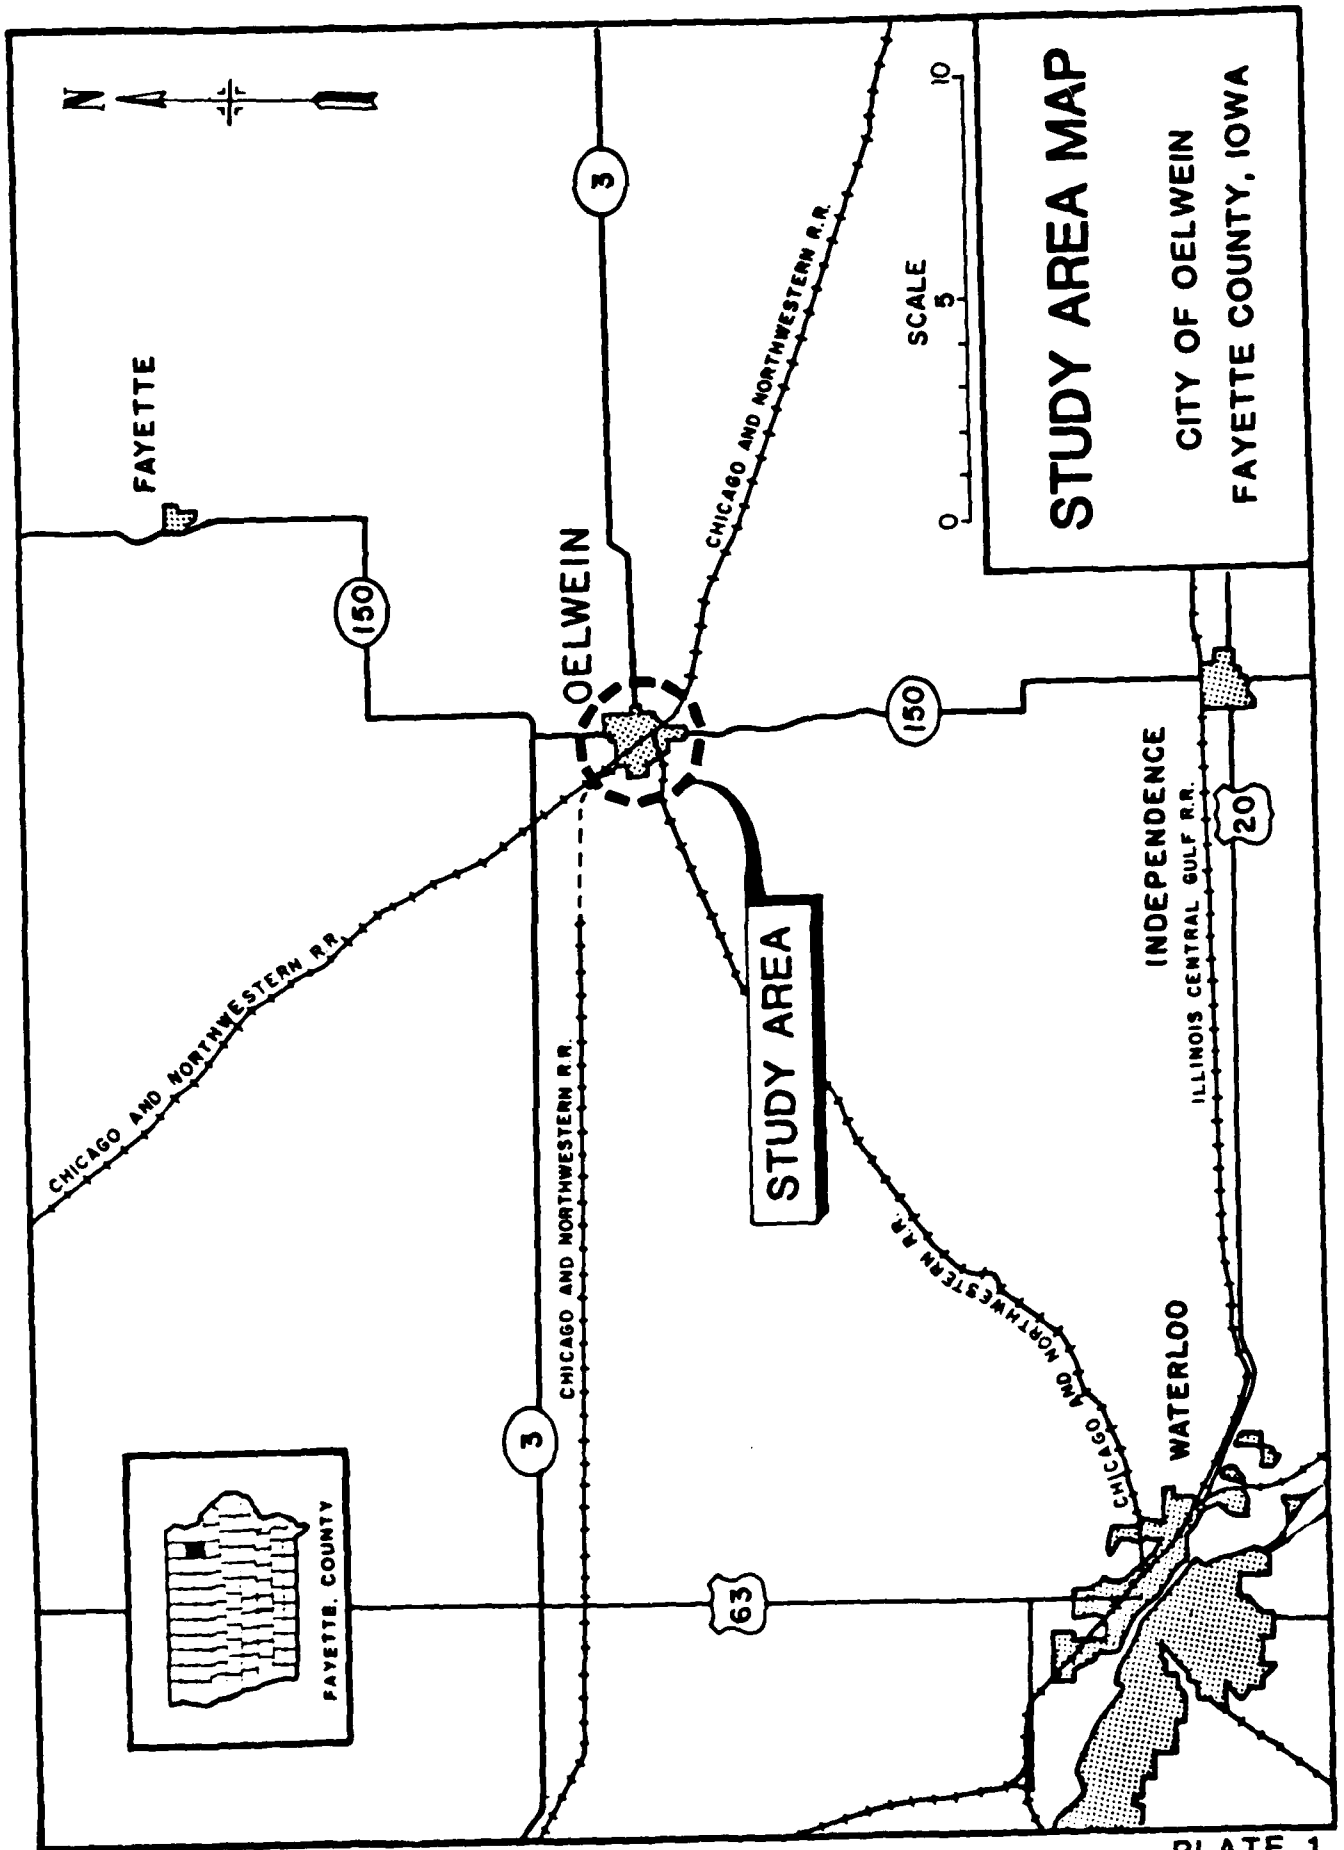 N
FAYETTE
150
3
OELWEIN
CHICAGO AND NORTHWESTERN R.R.
CHICAGO AND NORTHWESTERN R.R.
CHICAGO AND NORTHWESTERN R.R.
3
STUDY AREA
150
CHICAGO AND NORTHWESTERN R.R.
63
FAYETTE COUNTY
WATERLOO
INDEPENDENCE
ILLINOIS CENTRAL GULF R.R.
20
SCALE
0 5 10
STUDY AREA MAP
CITY OF OELWEIN
FAYETTE COUNTY, IOWA
PLATE 1